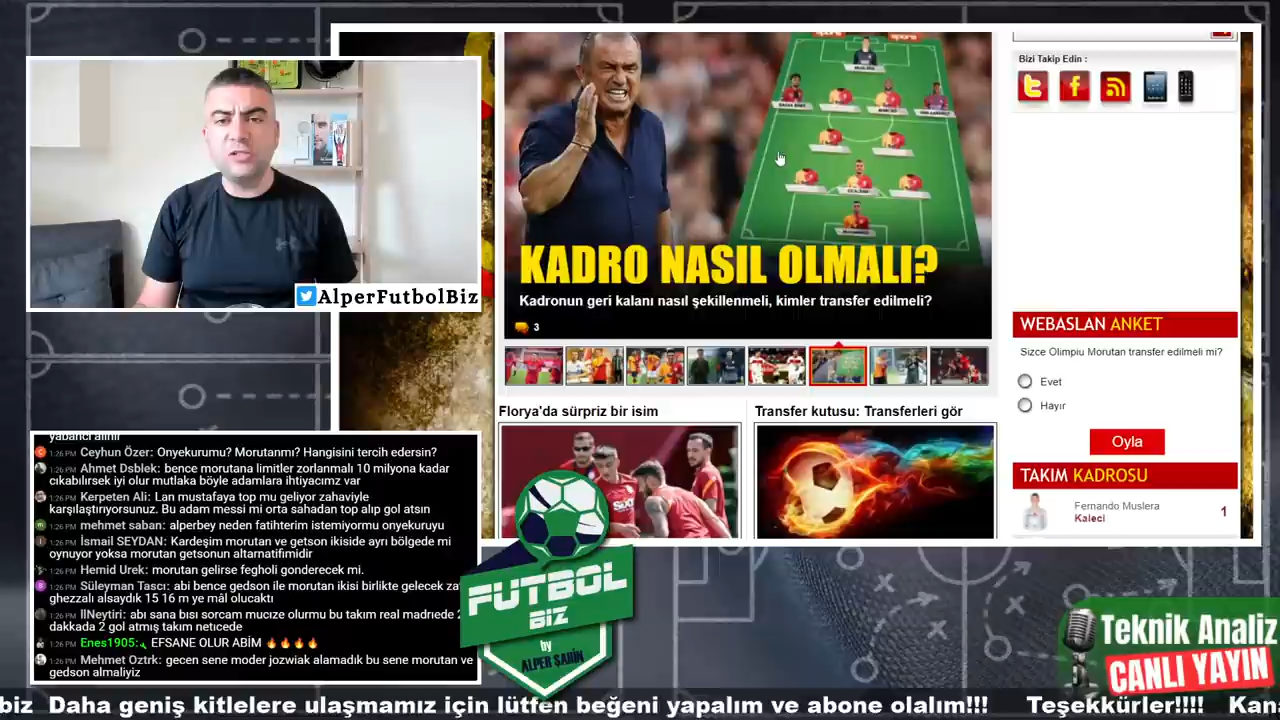 Bizi Takip Edin :
KADRO NASIL OLMALI?
Kadronun geri kalanı nasıl şekillenmeli, kimler transfer edilmeli?
3
AlperFutbolBiz
WEBASLAN ANKET
Sizce Olimpiu Morutan transfer edilmeli mi?
Evet
Hayır
Oyla
Florya'da sürpriz bir isim
Transfer kutusu: Transferleri gör
TAKIM KADROSU
Fernando Muslera
Kaleci
1
yabancı alınır
1:26 PM Ceyhun Özer: Onyekurumu? Morutanmı? Hangisini tercih edersin?
1:26 PM Ahmet Dsblek: bence morutana limitler zorlanmalı 10 milyona kadar
cıkabılırsek iyi olur mutlaka böyle adamlara ihtiyacımz var
1:26 PM Kerpeten Ali: Lan mustafaya top mu geliyor zahaviyle
karşılaştırıyorsunuz. Bu adam messi mi orta sahadan top alıp gol atsın
1:26 PM mehmet saban: alperbey neden fatihterim istemiyormu onyekuruyu
1:26 PM İsmail SEYDAN: Kardeşim morutan ve getson ikiside ayrı bölgede mi
oynuyor yoksa morutan getsonun altarnatifimidir
1:26 PM Hemid Urek: morutan gelirse fegholi gonderecek mi.
1:26 PM Süleyman Tascı: abi bence gedson ile morutan ikisi birlikte gelecek za
ghezzalı alsaydık 15 16 m ye mâl olucaktı
1:26 PM llNeytiri: abı sana bısı sorcam mucıze olurmu bu takım real madrıede 2
dakkada 2 gol atmış takım netıcede
1:26 PM Enes1905: EFSANE OLUR ABİM 🔥🔥🔥🔥
1:26 PM Mehmet Oztrk: gecen sene moder jozwiak alamadık bu sene morutan ve
gedson almaliyiz
FUTBOL
BIZ
by
ALPER ŞAHİN
Teknik Analiz
CANLI YAYIN
biz Daha geniş kitlelere ulaşmamız için lütfen beğeni yapalım ve abone olalım!!! Teşekkürler!!!! Kan